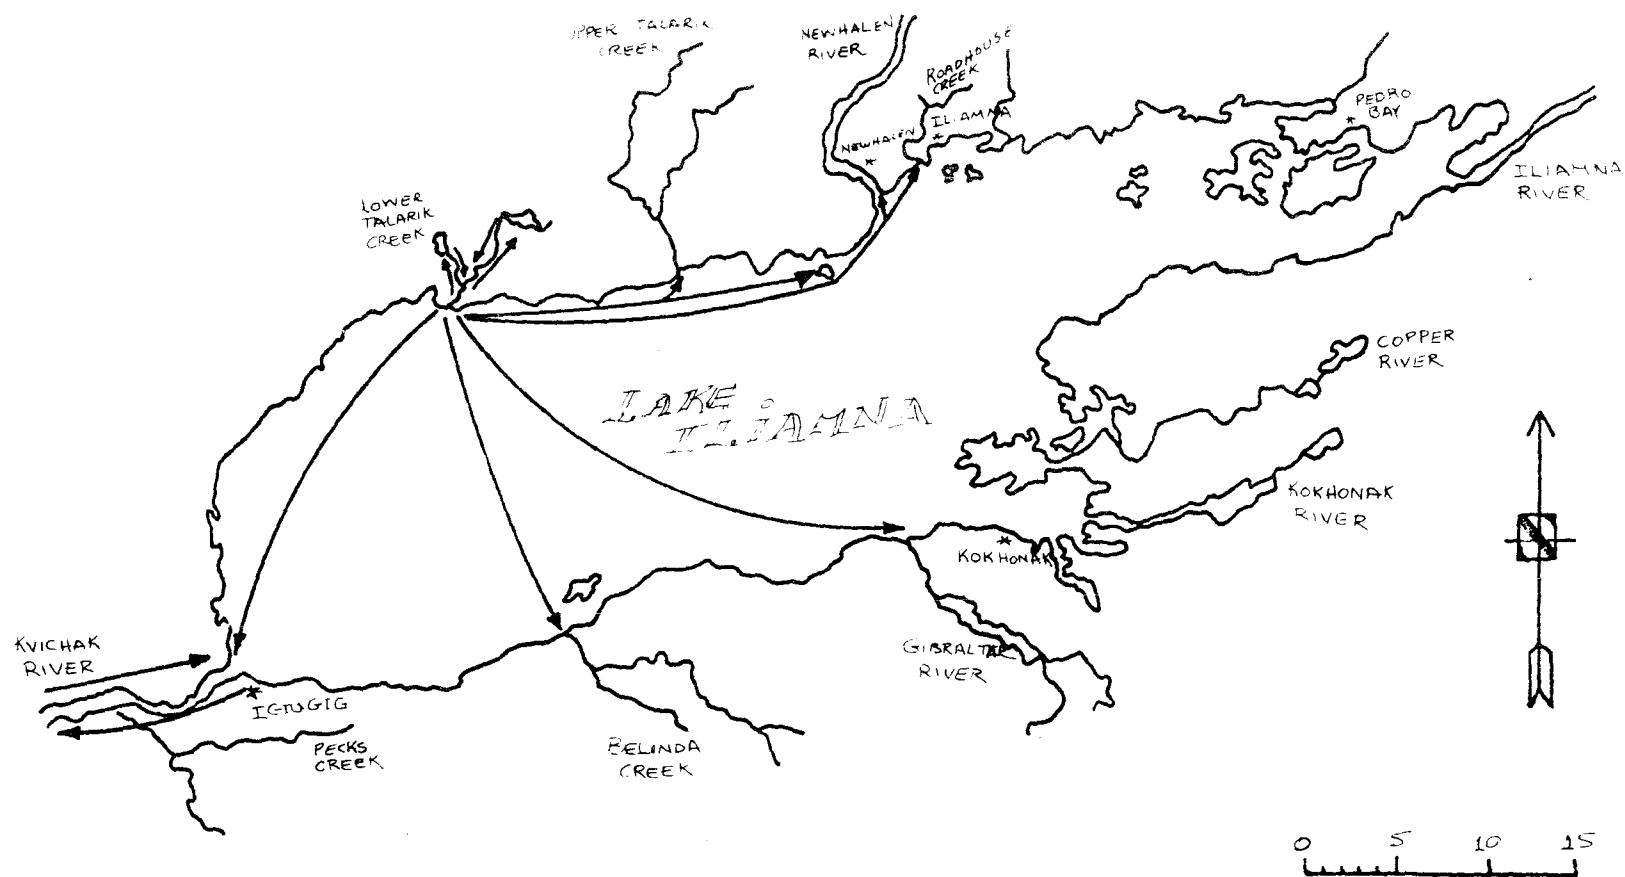 UPPER TALARIK
CREEK
NEWHALEN
RIVER
ROADHOUSE
CREEK
ILIAMNA
NEWHALEN
PEDRO
BAY
ILIAMNA
RIVER
LOWER
TALARIK
CREEK
COPPER
RIVER
LAKE
ILIAMNA
KOKHONAK
RIVER
KOKHONAK
KVICHAK
RIVER
GIBRALTAR
RIVER
IGIUGIG
PECKS
CREEK
BELINDA
CREEK
0 5 10 15